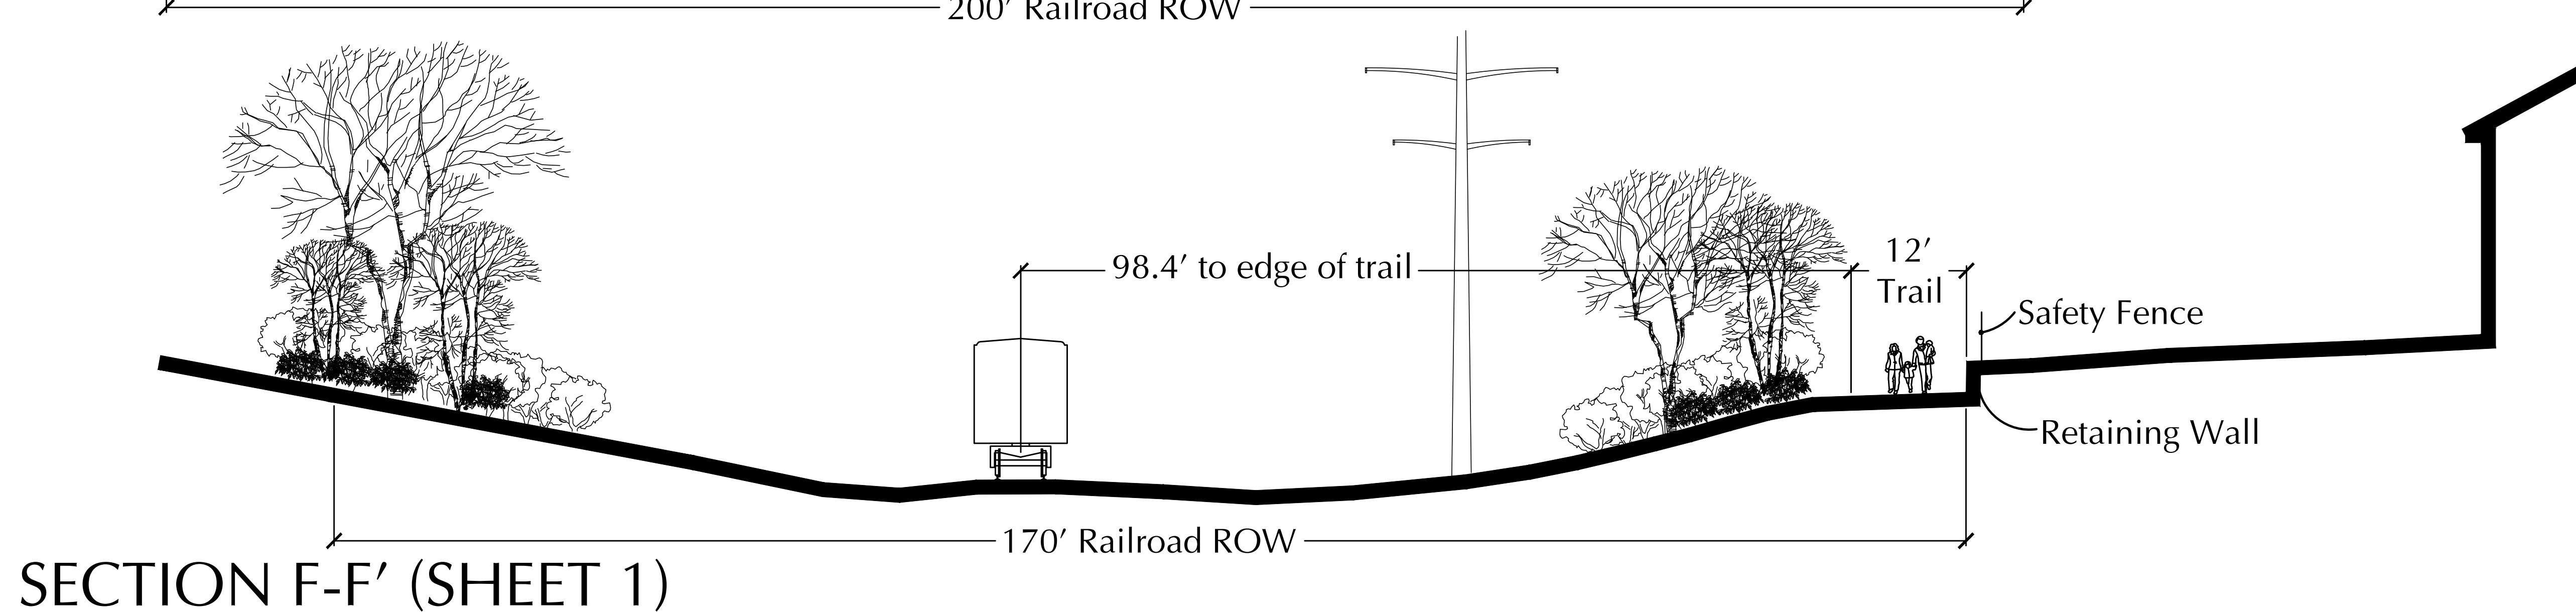 200′ Railroad ROW
98.4′ to edge of trail
12′
Trail
Safety Fence
Retaining Wall
170′ Railroad ROW
SECTION F-F′ (SHEET 1)